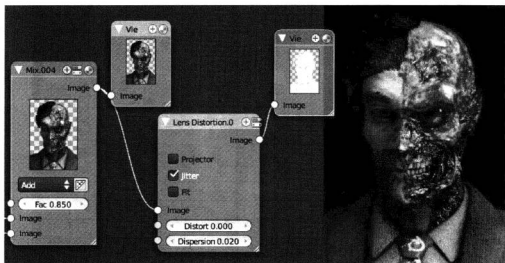 Mix.004
Image
Add
Fac 0.850
Image
Image
Vie
Image
Lens Distortion.0
Image
Projector
Jitter
Fit
Image
Distort 0.000
Dispersion 0.020
Vie
Image